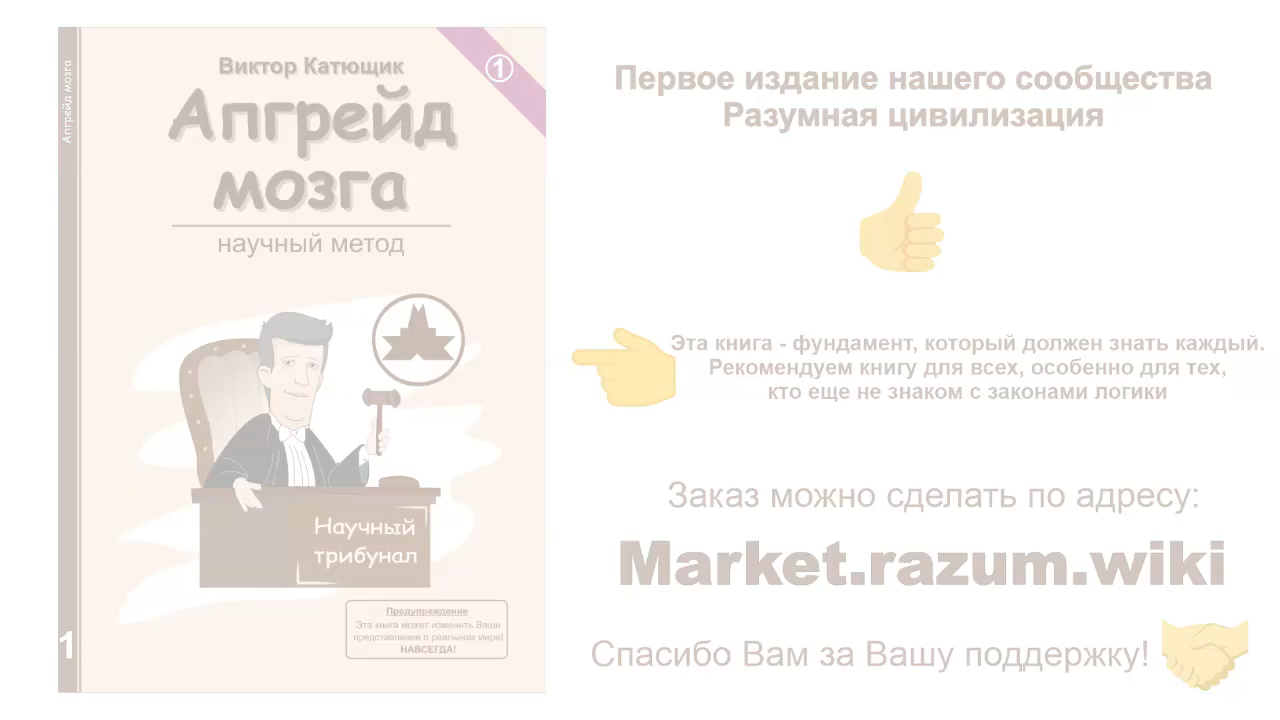 Апгрейд мозга
1
Виктор Катющик
1
Апгрейд
мозга
научный метод
Научный
трибунал
Предупреждение
Эта книга может изменить Ваши
представления о реальном мире!
НАВСЕГДА!
Первое издание нашего сообщества
Разумная цивилизация
Эта книга - фундамент, который должен знать каждый.
Рекомендуем книгу для всех, особенно для тех,
кто еще не знаком с законами логики
Заказ можно сделать по адресу:
Market.razum.wiki
Спасибо Вам за Вашу поддержку!